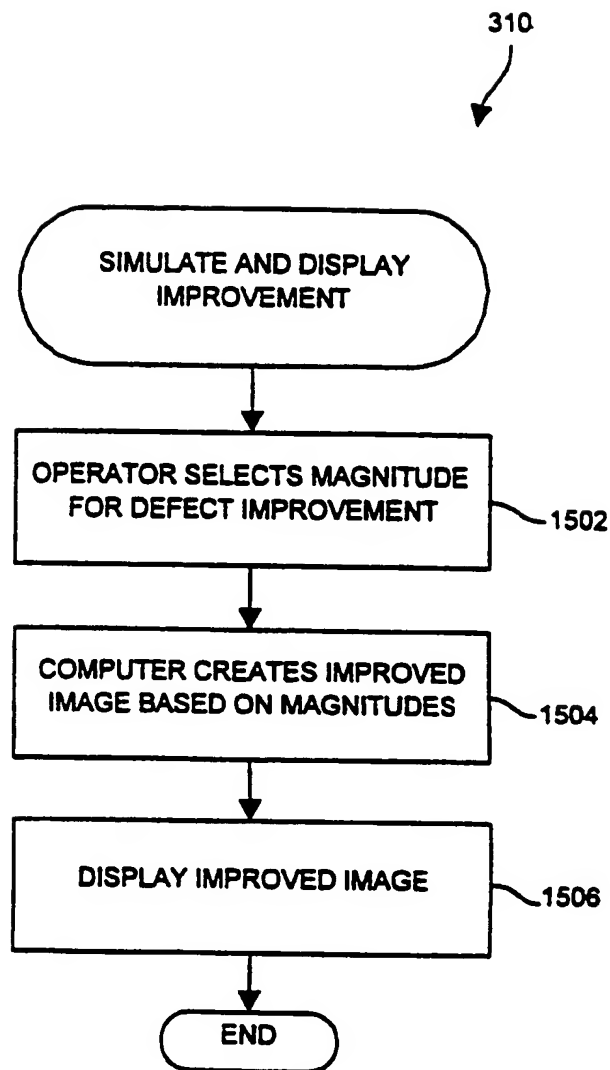 310
SIMULATE AND DISPLAY
IMPROVEMENT
OPERATOR SELECTS MAGNITUDE
FOR DEFECT IMPROVEMENT
1502
COMPUTER CREATES IMPROVED
IMAGE BASED ON MAGNITUDES
1504
DISPLAY IMPROVED IMAGE
1506
END